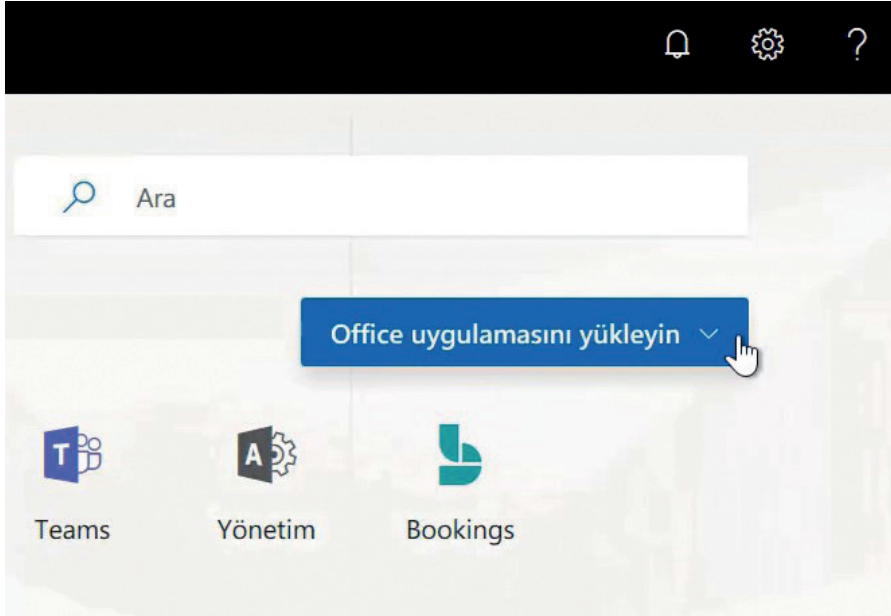 Ara
Office uygulamasını yükleyin
Teams
Yönetim
Bookings